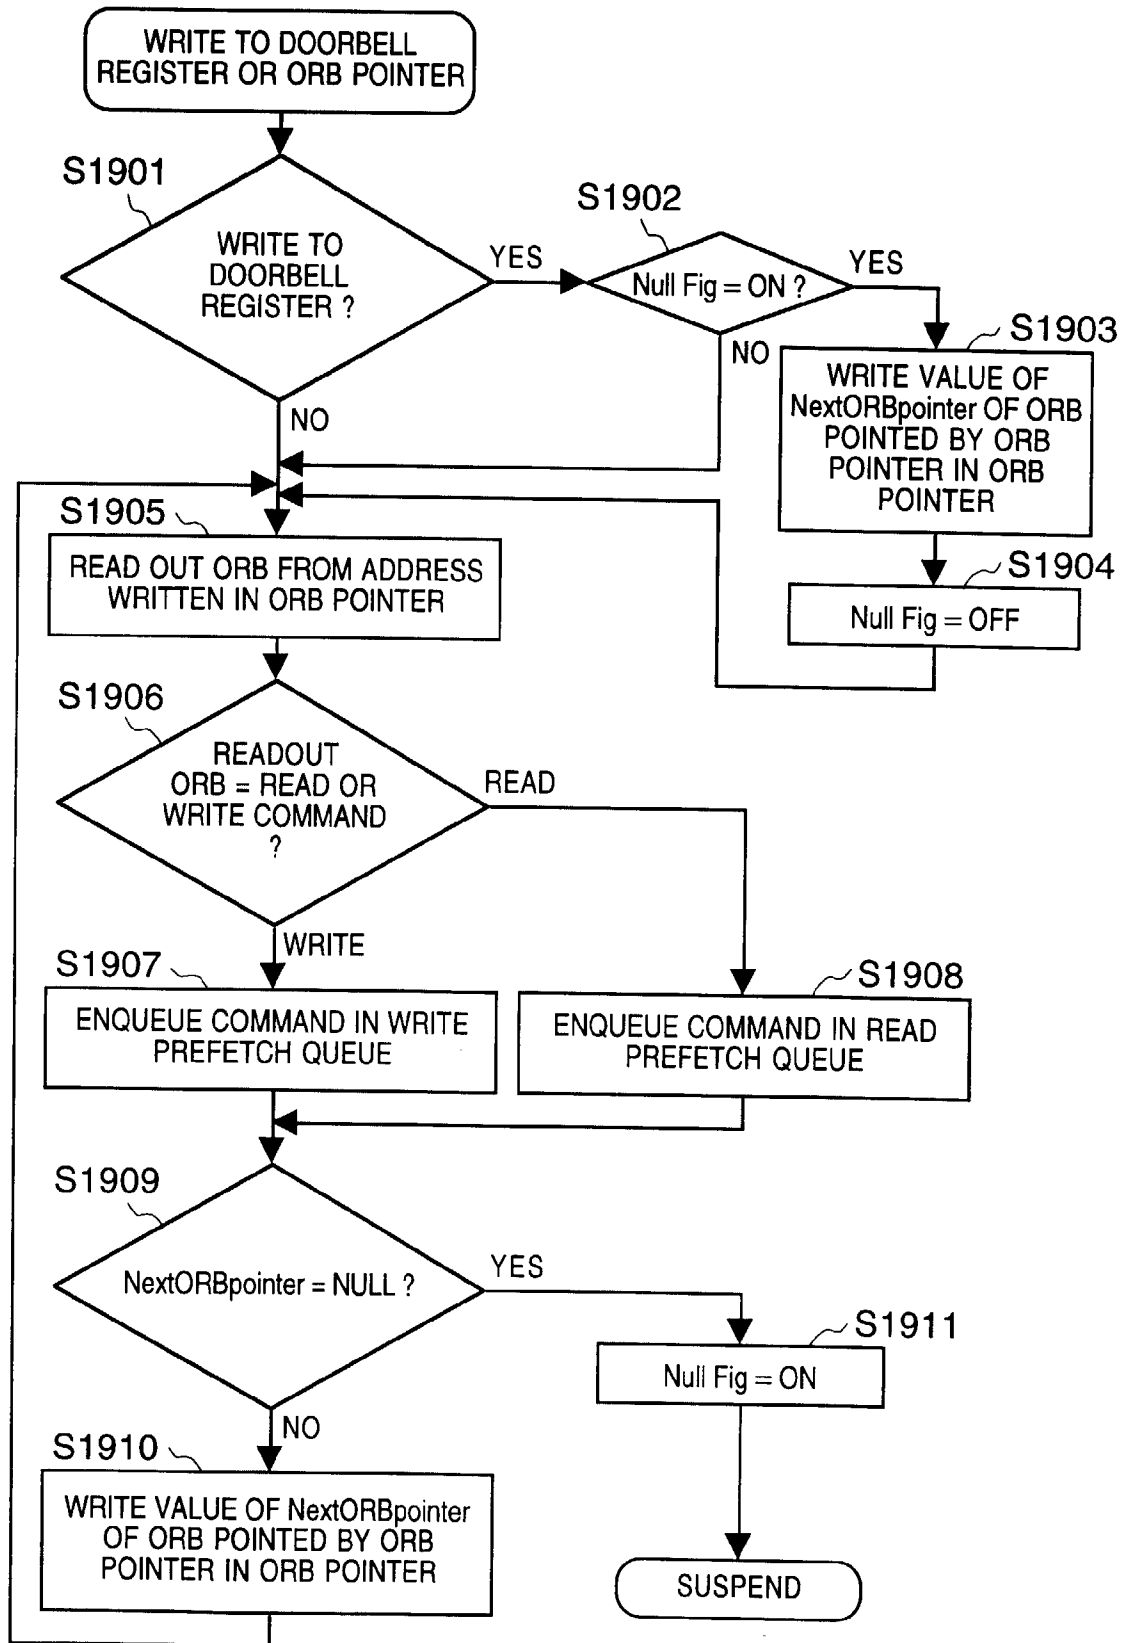 WRITE TO DOORBELL
REGISTER OR ORB POINTER
S1901
WRITE TO
DOORBELL
REGISTER ?
YES
NO
S1902
Null Fig = ON ?
YES
NO
S1903
WRITE VALUE OF
NextORBpointer OF ORB
POINTED BY ORB
POINTER IN ORB
POINTER
S1904
Null Fig = OFF
S1905
READ OUT ORB FROM ADDRESS
WRITTEN IN ORB POINTER
S1906
READOUT
ORB = READ OR
WRITE COMMAND
?
READ
WRITE
S1907
ENQUEUE COMMAND IN WRITE
PREFETCH QUEUE
S1908
ENQUEUE COMMAND IN READ
PREFETCH QUEUE
S1909
NextORBpointer = NULL ?
YES
NO
S1911
Null Fig = ON
S1910
WRITE VALUE OF NextORBpointer
OF ORB POINTED BY ORB
POINTER IN ORB POINTER
SUSPEND